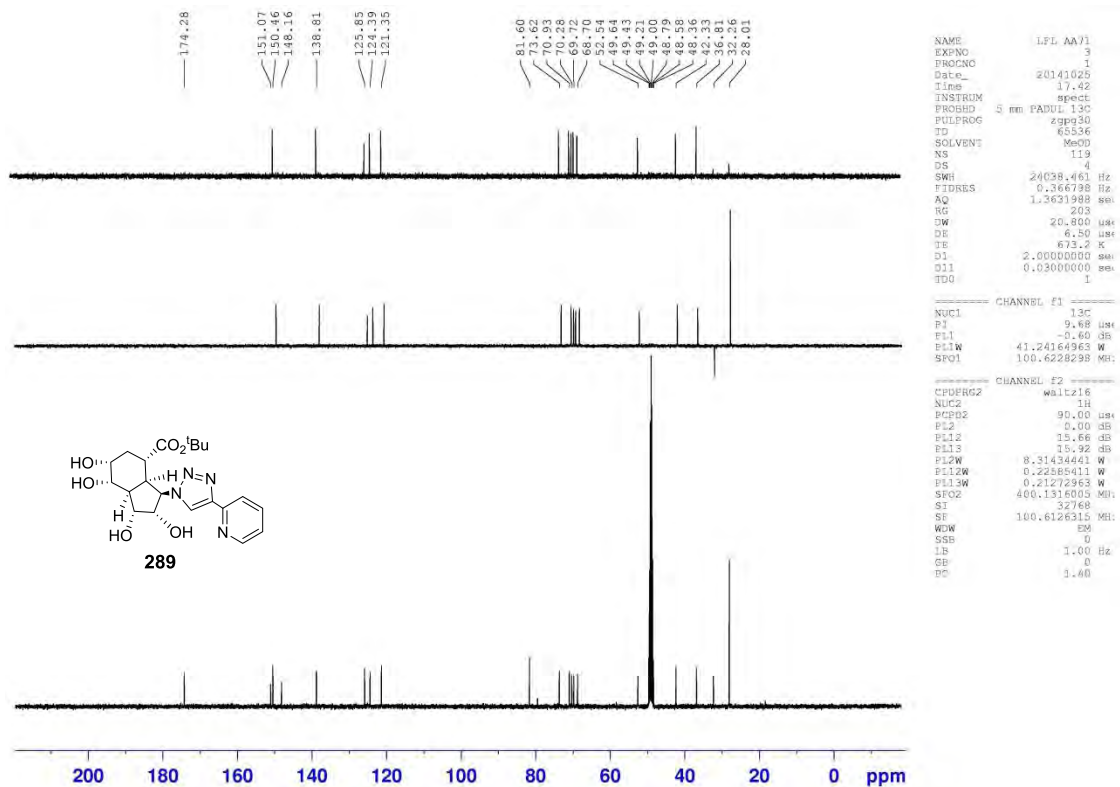 174.28
151.07
150.46
148.16
138.81
125.85
124.39
121.35
81.60
73.62
70.93
70.28
69.72
68.70
52.54
49.64
49.43
49.21
49.00
48.79
48.58
48.36
42.33
36.81
32.26
28.01
NAME LFL AA71
EXPNO 3
PROCNO 1
Date_ 20141025
Time 17.42
INSTRUM spect
PROBHD 5 mm PADUL 13C
PULPROG zgpg30
TD 65536
SOLVENT MeOD
NS 119
DS 4
SWH 24038.461 Hz
FIDRES 0.366798 Hz
AQ 1.3631988 sec
RG 203
DW 20.800 use
DE 6.50 use
TE 673.2 K
D1 2.00000000 sec
D11 0.03000000 sec
TD0 1
======== CHANNEL f1 ======
NUC1 13C
P1 9.68 use
PL1 -0.60 dB
PL1W 41.24164963 W
SFO1 100.6228298 MH
======== CHANNEL f2 ======
CPDPRG2 waltz16
NUC2 1H
PCPD2 90.00 use
PL2 0.00 dB
PL12 15.66 dB
PL13 15.92 dB
PL2W 8.31434441 W
PL12W 0.22585411 W
PL13W 0.21272963 W
SFO2 400.1316005 MH
SI 32768
SF 100.6126315 MH
WDW EM
SSB 0
LB 1.00 Hz
GB 0
PC 1.40
CO2tBu
HO
HO
H
N
N
N
N
H
HO
OH
N
289
200 180 160 140 120 100 80 60 40 20 0 ppm